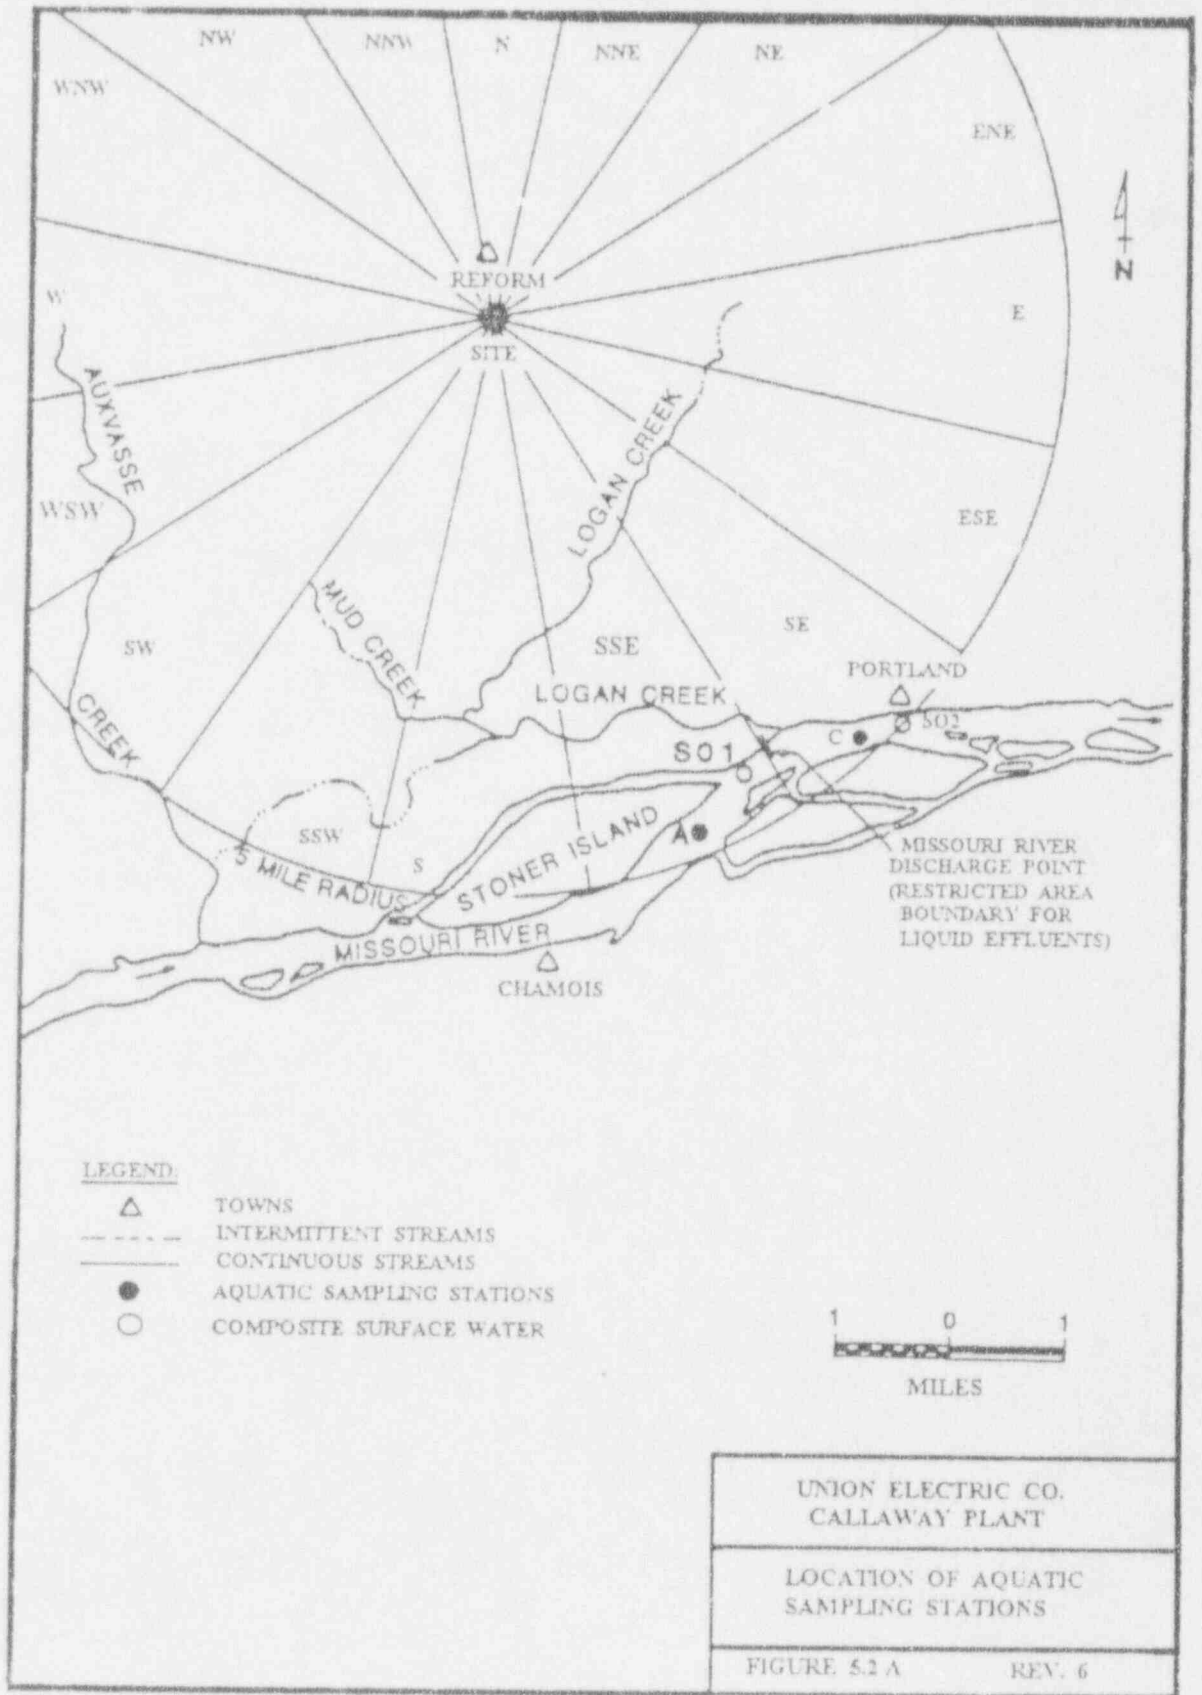 NW
NNW
N
NNE
NE
WNW
ENE
N
REFORM
W
E
SITE
AUXVASSE
LOGAN CREEK
WSW
ESE
MUD CREEK
SW
SSE
SE
PORTLAND
CREEK
LOGAN CREEK
SO2
C
SO1
SSW
A
S
5 MILE RADIUS
STONER ISLAND
MISSOURI RIVER
DISCHARGE POINT
(RESTRICTED AREA
BOUNDARY FOR
LIQUID EFFLUENTS)
MISSOURI RIVER
CHAMOIS
LEGEND:
TOWNS
INTERMITTENT STREAMS
CONTINUOUS STREAMS
AQUATIC SAMPLING STATIONS
COMPOSITE SURFACE WATER
1 0 1
MILES
UNION ELECTRIC CO.
CALLAWAY PLANT
LOCATION OF AQUATIC
SAMPLING STATIONS
FIGURE 5.2 A REV. 6